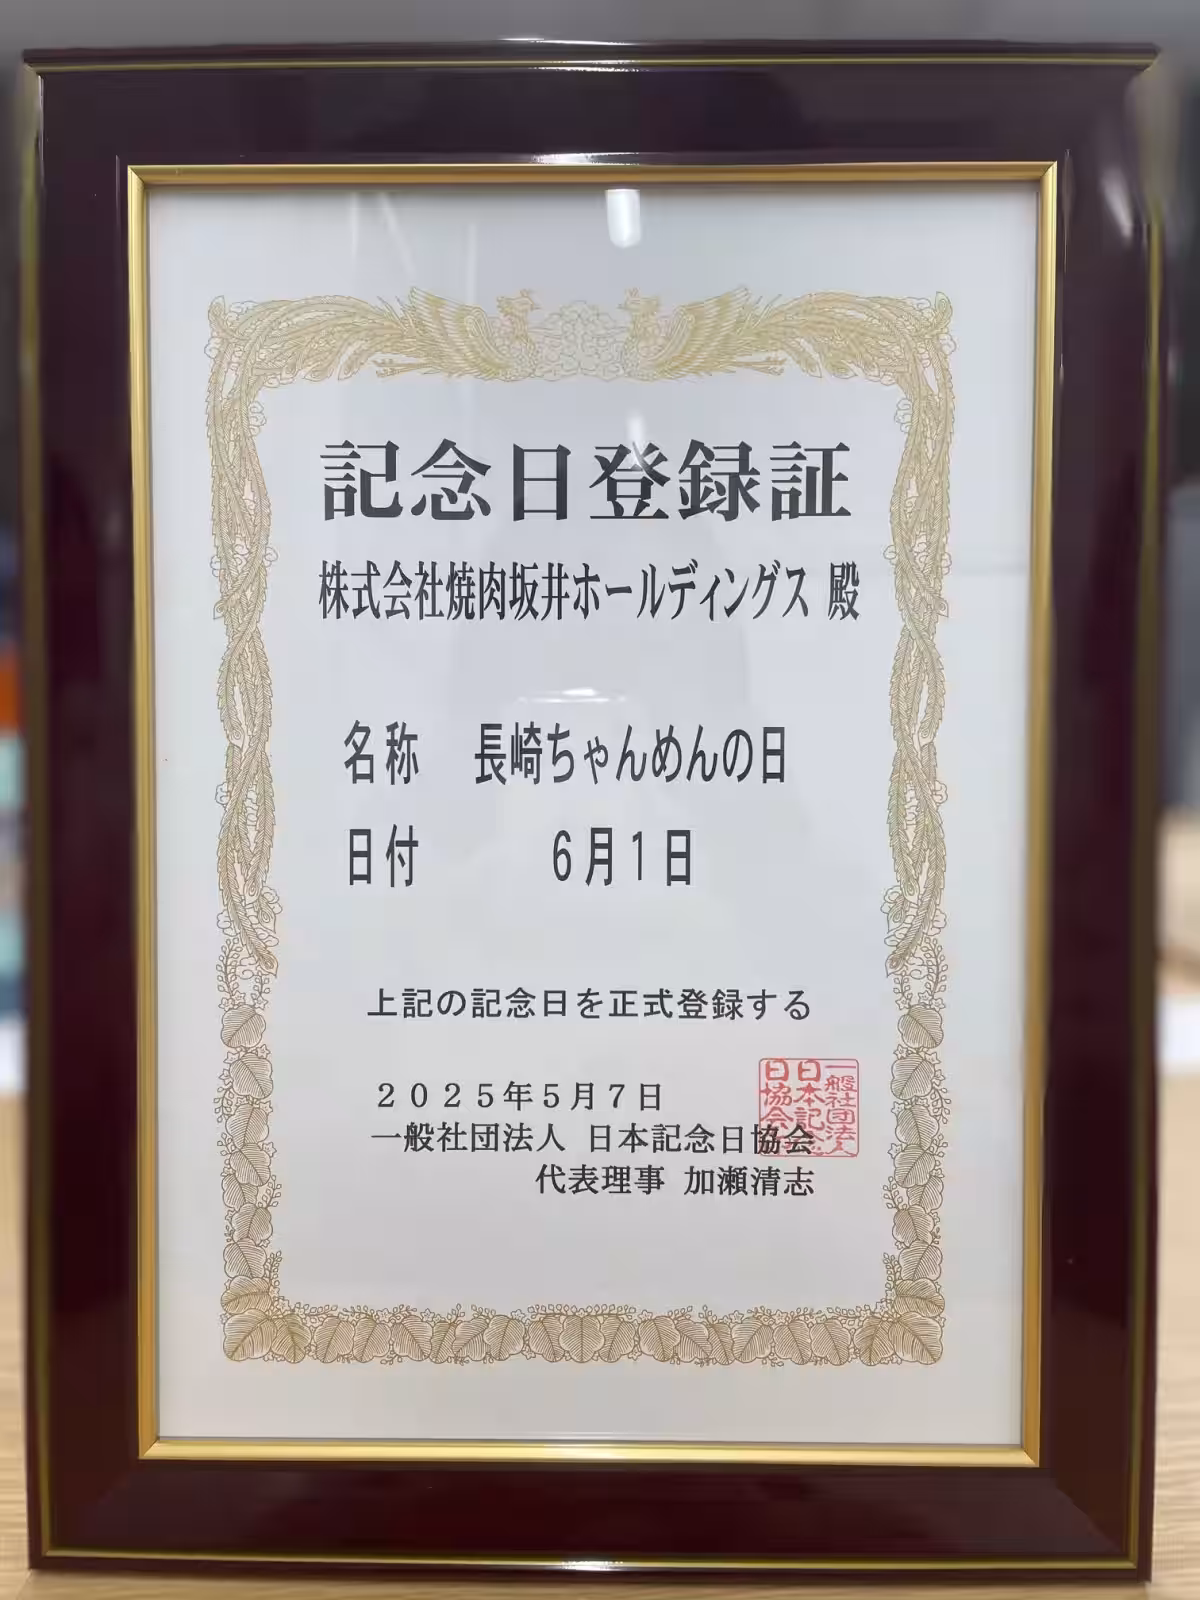 記念日登録証
株式会社焼肉坂井ホールディングス 殿
名称 長崎ちゃんめんの日
日付 6月1日
上記の記念日を正式登録する
2025年5月7日
一般社団法人 日本記念日協会
代表理事 加瀬清志
一般社団法人
日本記念
日協会